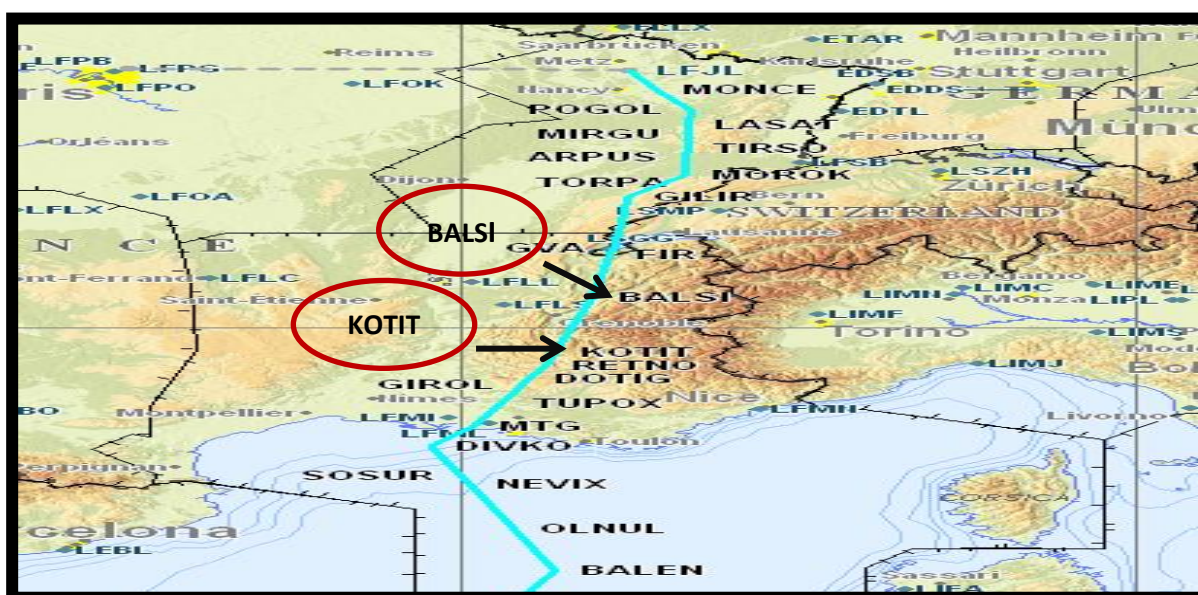 LFPB
LFPG
LFPO
Reims
LFOK
Saarbrücken
Metz
LFJL
Nancy
ETAR
Mannheim
Heilbronn
Karlsruhe
EDSB
Stuttgart
EDDS
GERMA
EDTL
Ulm
Freiburg
Orléans
POGOL
MONCE
MIRGU
LASAT
ARPUS
TIRSO
TORPA
MOROK
Dijon
LFSB
LSZH
Zürich
LFOA
LFLX
GILIR
Bern
LSMP
SWITZERLAND
Lausanne
N C E
BALSİ
GVA
FIR
LFLC
LFLL
LFLS
Saint-Étienne
BALSI
Bergamo
LIMN
LIMC
LIME
Monza
LIPL
LIMF
Torino
LIMS
KOTIT
Grenoble
KOTIT
RETNO
DOTIG
LIMJ
GIROL
Nimes
TUPOX
Nice
Montpellier
LFMI
LFML
MTG
LFMN
Livorno
DIVKO
Toulon
SOSUR
NEVIX
CORSICA
OLNUL
LEBL
BALEN
Sassari